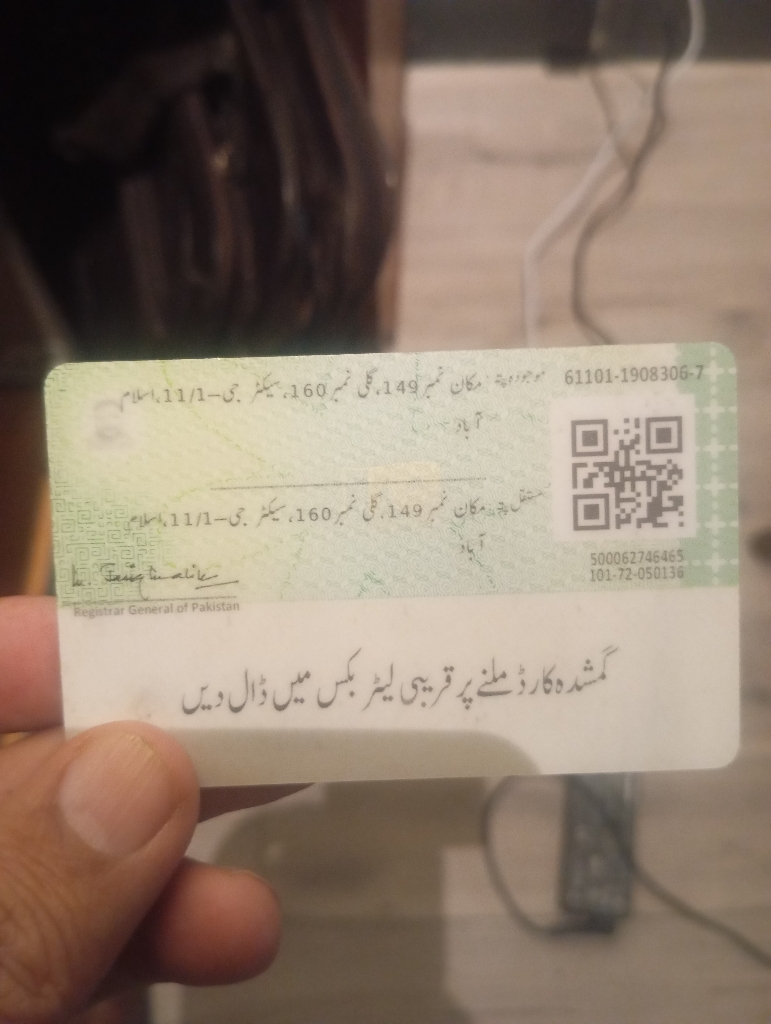 61101-1908306-7
موجودہ پتہ: مکان نمبر 149، گلی نمبر 160، سیکٹر جی-11/1، اسلام
آباد
مستقل پتہ: مکان نمبر 149، گلی نمبر 160، سیکٹر جی-11/1، اسلام
آباد
500062746465
101-72-050136
Registrar General of Pakistan
گمشدہ کارڈ ملنے پر قریبی لیٹر بکس میں ڈال دیں